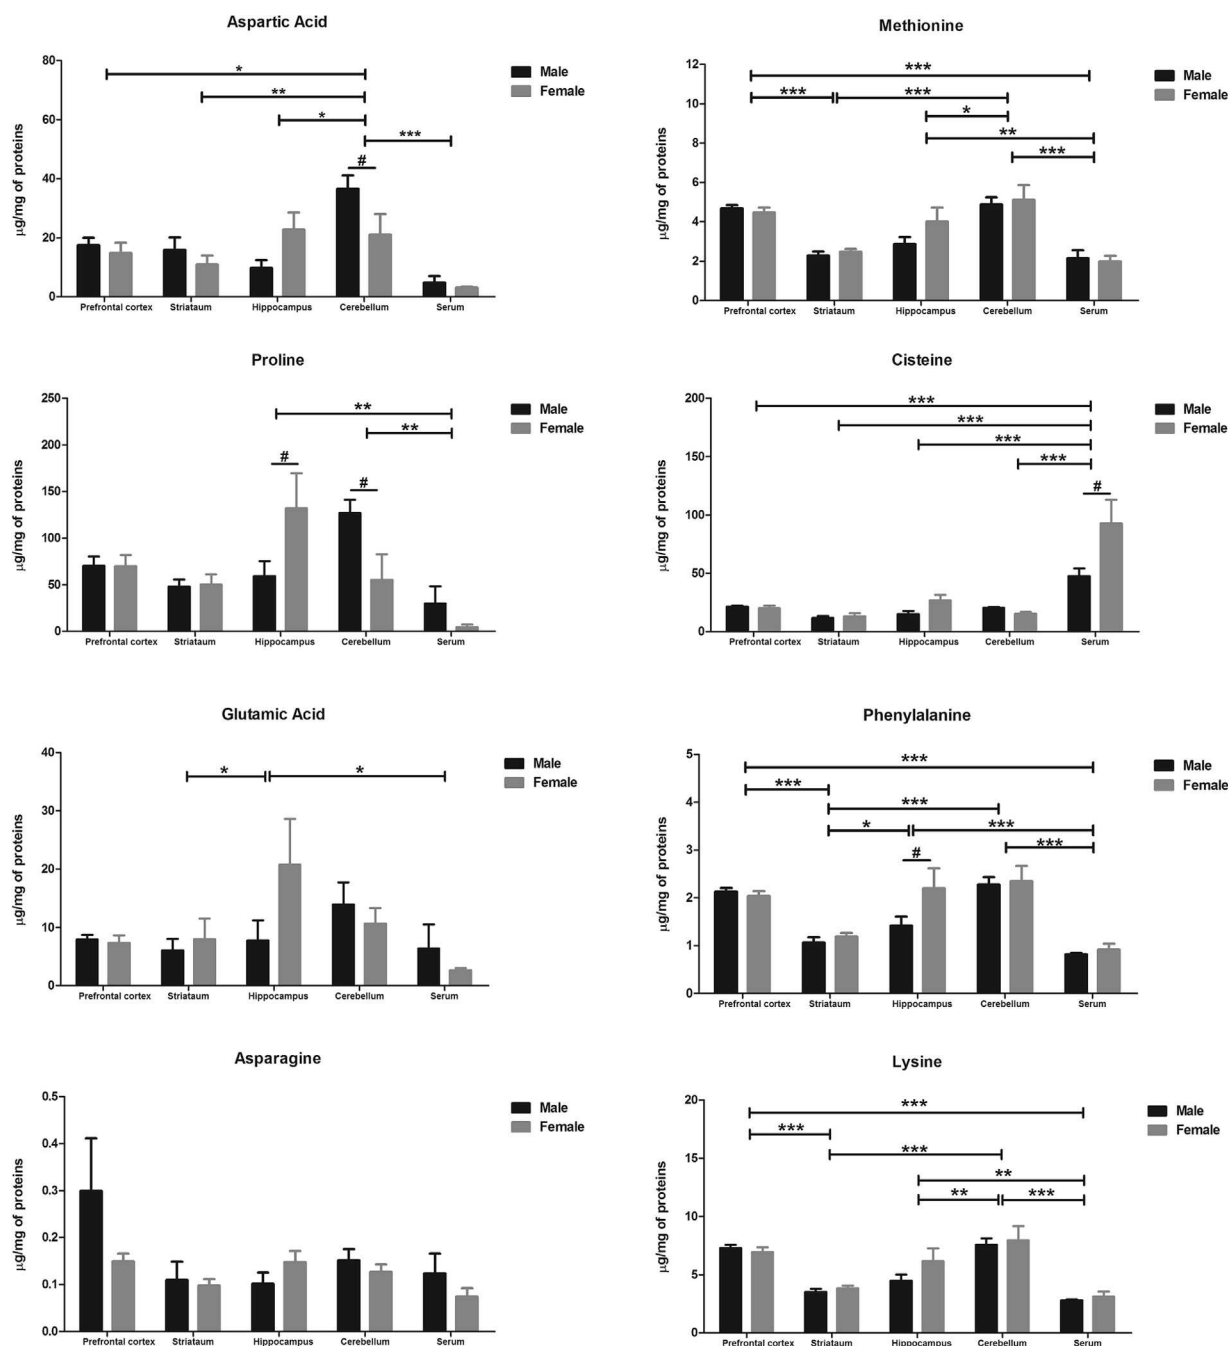 Aspartic Acid
80
60
40
20
0
μg/mg of proteins
* ** * *** #
Male
Female
Prefrontal cortex Striataum Hippocampus Cerebellum Serum
Methionine
12
10
8
6
4
2
0
μg/mg of proteins
*** *** *** * ** ***
Male
Female
Prefrontal cortex Striataum Hippocampus Cerebellum Serum
Proline
250
200
150
100
50
0
μg/mg of proteins
** ** # #
Male
Female
Prefrontal cortex Striataum Hippocampus Cerebellum Serum
Cisteine
200
150
100
50
0
μg/mg of proteins
*** *** *** *** #
Male
Female
Prefrontal cortex Striataum Hippocampus Cerebellum Serum
Glutamic Acid
40
30
20
10
0
μg/mg of proteins
* *
Male
Female
Prefrontal cortex Striataum Hippocampus Cerebellum Serum
Phenylalanine
5
4
3
2
1
0
μg/mg of proteins
*** *** *** * *** *** #
Male
Female
Prefrontal cortex Striataum Hippocampus Cerebellum Serum
Asparagine
0.5
0.4
0.3
0.2
0.1
0.0
μg/mg of proteins
Male
Female
Prefrontal cortex Striataum Hippocampus Cerebellum Serum
Lysine
20
15
10
5
0
μg/mg of proteins
*** *** *** ** ** ***
Male
Female
Prefrontal cortex Striataum Hippocampus Cerebellum Serum